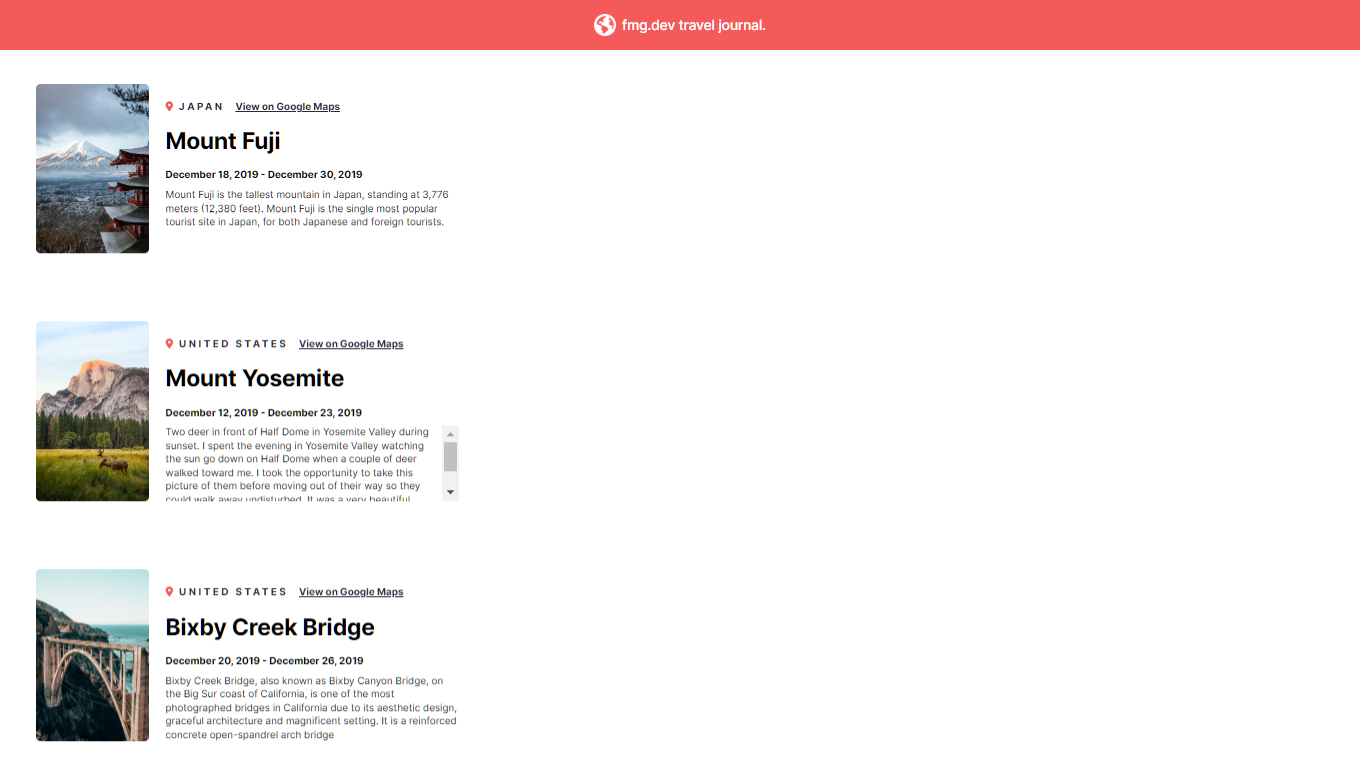 fmg.dev travel journal.
JAPAN View on Google Maps
Mount Fuji
December 18, 2019 - December 30, 2019
Mount Fuji is the tallest mountain in Japan, standing at 3,776
meters (12,380 feet). Mount Fuji is the single most popular
tourist site in Japan, for both Japanese and foreign tourists.
UNITED STATES View on Google Maps
Mount Yosemite
December 12, 2019 - December 23, 2019
Two deer in front of Half Dome in Yosemite Valley during
sunset. I spent the evening in Yosemite Valley watching
the sun go down on Half Dome when a couple of deer
walked toward me. I took the opportunity to take this
picture of them before moving out of their way so they
could walk away undisturbed. It was a very beautiful
UNITED STATES View on Google Maps
Bixby Creek Bridge
December 20, 2019 - December 26, 2019
Bixby Creek Bridge, also known as Bixby Canyon Bridge, on
the Big Sur coast of California, is one of the most
photographed bridges in California due to its aesthetic design,
graceful architecture and magnificent setting. It is a reinforced
concrete open-spandrel arch bridge